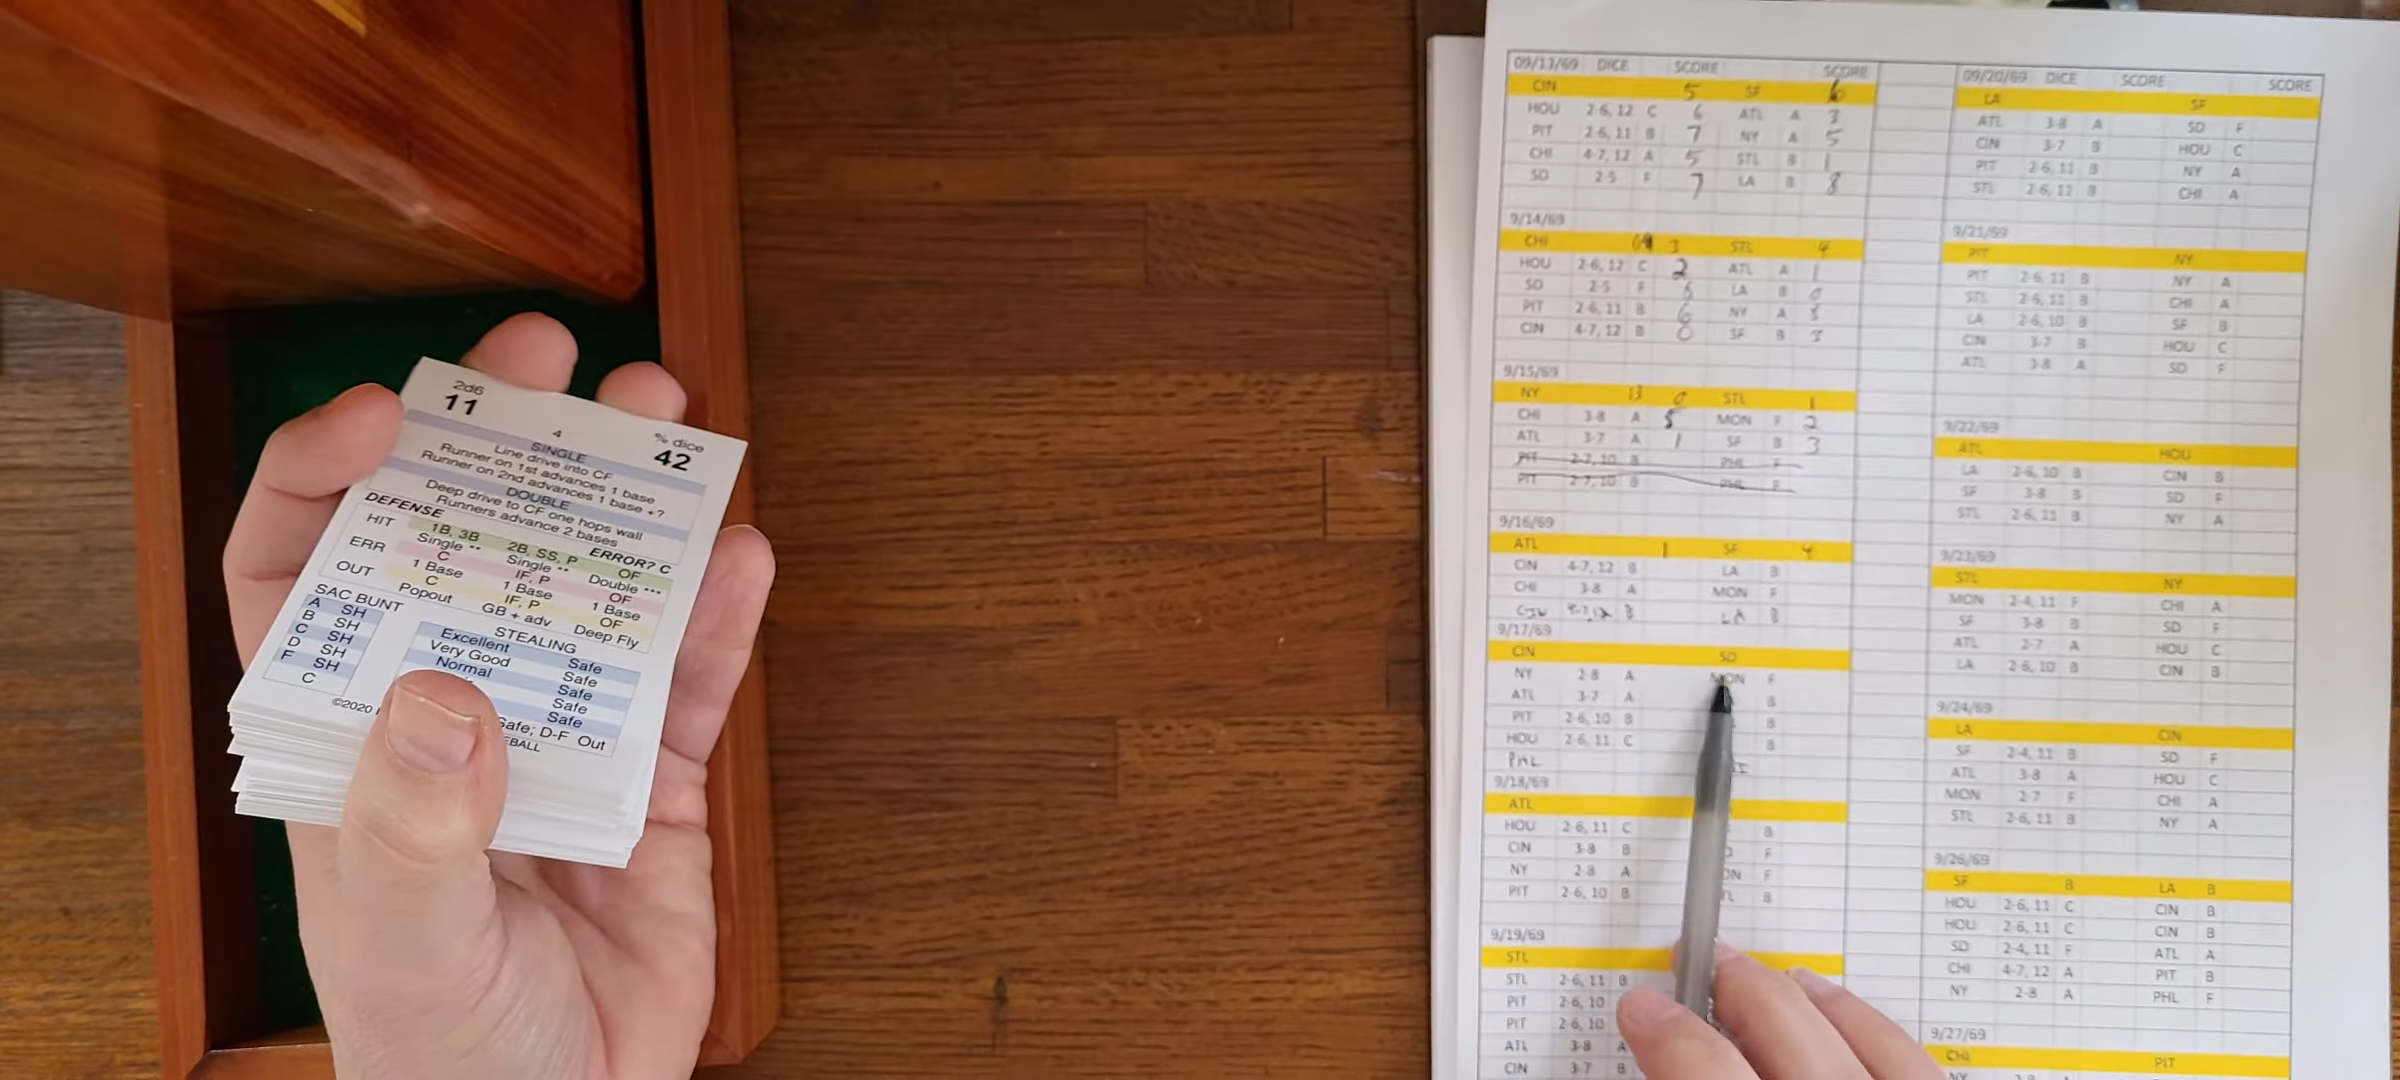 2d6
11
4
% dice
42
SINGLE
Line drive into CF
Runner on 1st advances 1 base
Runner on 2nd advances 1 base +?
DOUBLE
Deep drive to CF one hops wall
Runners advance 2 bases
DEFENSE ERROR? C
HIT 1B, 3B 2B, SS, P OF
Single ** Single ** Double ***
ERR C IF, P OF
1 Base 1 Base 1 Base
OUT C IF, P OF
Popout GB + adv Deep Fly
SAC BUNT
A SH
B SH
C SH
D SH
F SH
C
STEALING
Excellent Safe
Very Good Safe
Normal Safe
Safe
Safe
Safe; D-F Out
©2020
09/13/69 DICE SCORE SCORE
CIN 5 SF 6
HOU 2-6, 12 C 6 ATL A 3
PIT 2-6, 11 B 7 NY A 5
CHI 4-7, 12 A 5 STL B 1
SD 2-5 F 7 LA B 8
9/14/69
CHI 3 STL 4
HOU 2-6, 12 C 2 ATL A 1
SD 2-5 F LA B 0
PIT 2-6, 11 B 6 NY A
CIN 4-7, 12 B 0 SF B 3
9/15/69
NY 13 0 STL 1
CHI 3-8 A 5 MON F 2
ATL 3-7 A 1 SF B 3
PIT 2-7, 10 B PHL F
PIT 2-7, 10 B PHL F
9/16/69
ATL 1 SF 4
CIN 4-7, 12 B LA B
CHI 3-8 A MON F
CIN 4-7, 12 B LA B
9/17/69
CIN SD
NY 2-8 A MON F
ATL 3-7 A B
PIT 2-6, 10 B B
HOU 2-6, 11 C B
PHL
9/18/69
ATL
HOU 2-6, 11 C B
CIN 3-8 B F
NY 2-8 A F
PIT 2-6, 10 B B
9/19/69
STL
STL 2-6, 11 B
PIT 2-6, 10
PIT 2-6, 10
ATL 3-8 A
CIN 3-7 B
09/20/69 DICE SCORE SCORE
LA SF
ATL 3-8 A SD F
CIN 3-7 B HOU C
PIT 2-6, 11 B NY A
STL 2-6, 11 B CHI A
9/21/69
PIT NY
PIT 2-6, 11 B NY A
STL 2-6, 11 B CHI A
LA 2-6, 10 B SF B
CIN 3-7 B HOU C
ATL 3-8 A SD F
9/22/69
ATL HOU
LA 2-6, 10 B CIN B
SF 3-8 B SD F
STL 2-6, 11 B NY A
9/23/69
STL NY
MON 2-4, 11 F CHI A
SF 3-8 B SD F
ATL 2-7 A HOU C
LA 2-6, 10 B CIN B
9/24/69
LA CIN
SF 2-4, 11 B SD F
ATL 3-8 A HOU C
MON 2-7 F CHI A
STL 2-6, 11 B NY A
9/26/69
SF B LA B
HOU 2-6, 11 C CIN B
HOU 2-6, 11 C CIN B
SD 2-4, 11 F ATL A
CHI 4-7, 12 A PIT B
NY 2-8 A PHL F
9/27/69
CHI PIT
NY